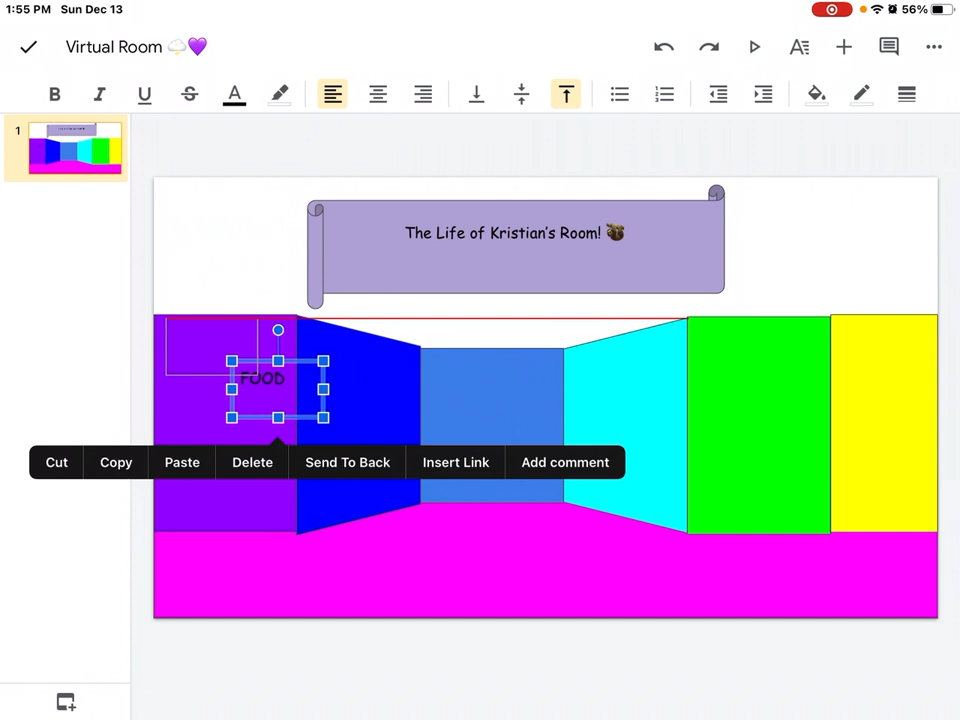 1:55 PM Sun Dec 13
56%
Virtual Room 🌩️💜
B I U S A
1
The Life of Kristian's Room! 🦥
FOOD
Cut Copy Paste Delete Send To Back Insert Link Add comment